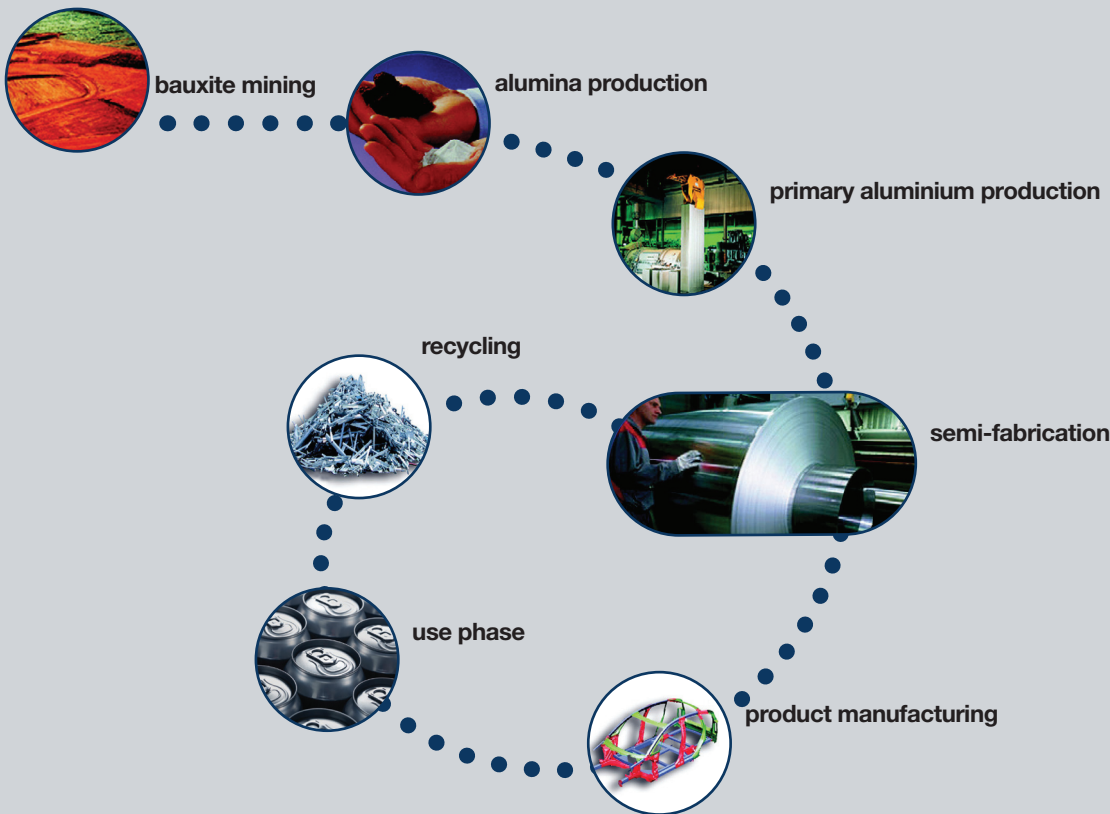 bauxite mining
alumina production
primary aluminium production
recycling
semi-fabrication
use phase
product manufacturing